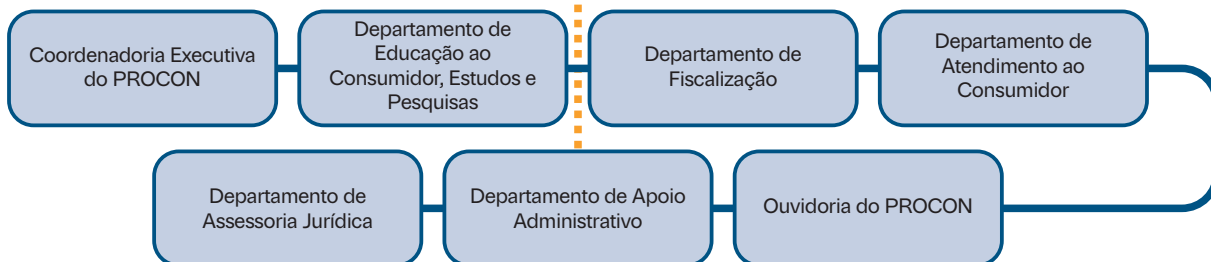 Coordenadoria Executiva
do PROCON
Departamento de
Educação ao
Consumidor, Estudos e
Pesquisas
Departamento de
Fiscalização
Departamento de
Atendimento ao
Consumidor
Departamento de
Assessoria Jurídica
Departamento de Apoio
Administrativo
Ouvidoria do PROCON